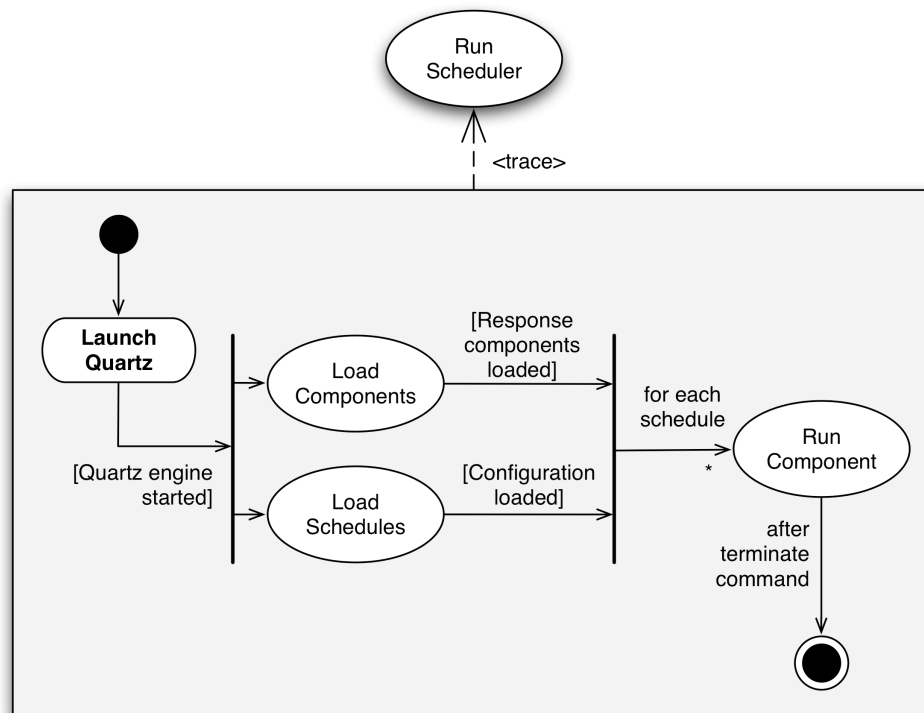 Run
Scheduler
<trace>
Launch
Quartz
[Quartz engine
started]
Load
Components
[Response
components
loaded]
Load
Schedules
[Configuration
loaded]
for each
schedule
*
Run
Component
after
terminate
command